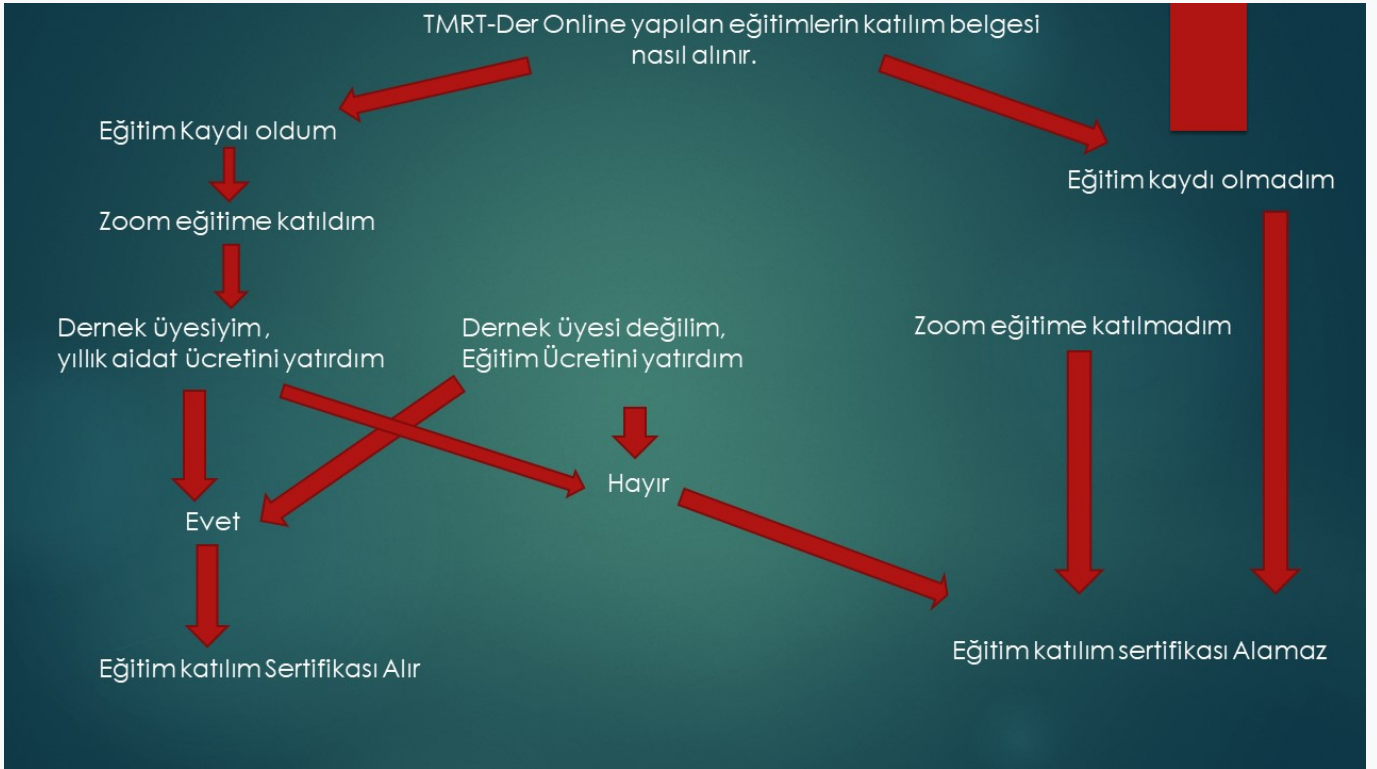 TMRT-Der Online yapılan eğitimlerin katılım belgesi
nasıl alınır.
Eğitim Kaydı oldum
Eğitim kaydı olmadım
Zoom eğitime katıldım
Dernek üyesiyim,
yıllık aidat ücretini yatırdım
Dernek üyesi değilim,
Eğitim Ücretini yatırdım
Zoom eğitime katılmadım
Hayır
Evet
Eğitim katılım Sertifikası Alır
Eğitim katılım sertifikası Alamaz